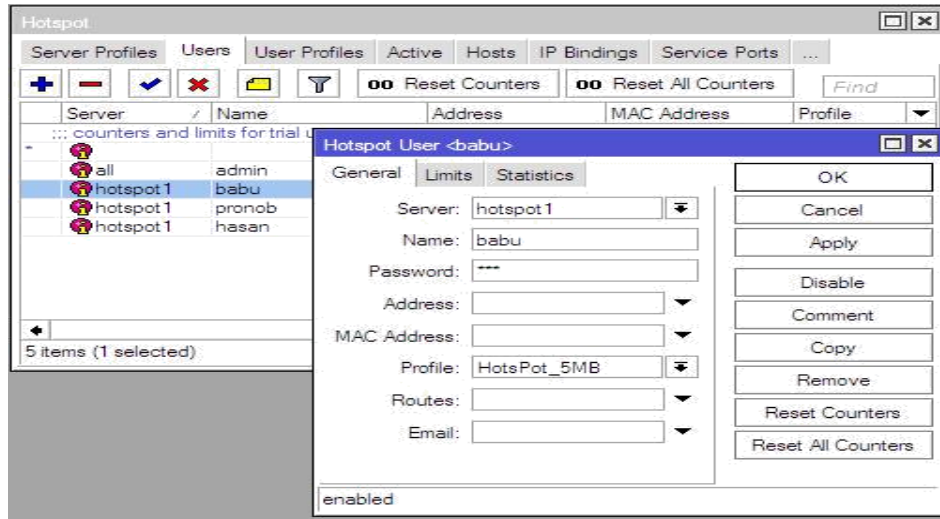 Hotspot
Server Profiles Users User Profiles Active Hosts IP Bindings Service Ports ...
00 Reset Counters 00 Reset All Counters Find
Server Name Address MAC Address Profile
::: counters and limits for trial u
all admin
hotspot1 babu
hotspot1 pronob
hotspot1 hasan
5 items (1 selected)
Hotspot User <babu>
General Limits Statistics
Server: hotspot1
Name: babu
Password: ***
Address:
MAC Address:
Profile: HotsPot_5MB
Routes:
Email:
OK
Cancel
Apply
Disable
Comment
Copy
Remove
Reset Counters
Reset All Counters
enabled